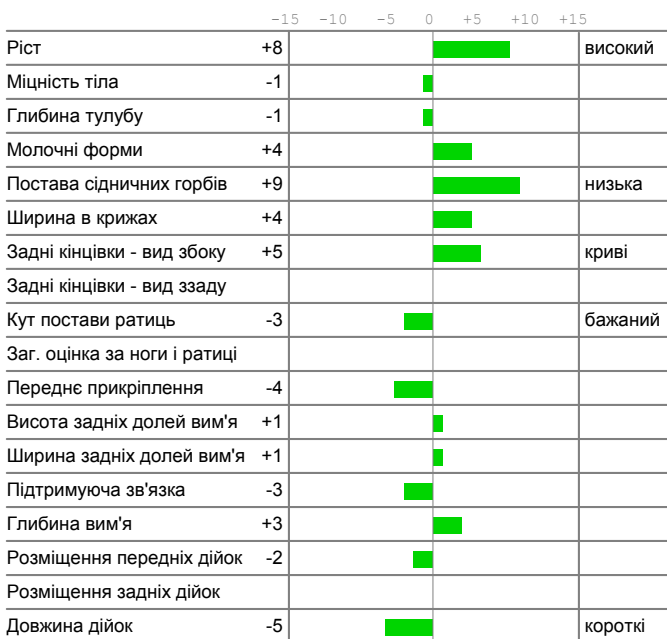 -15 -10 -5 0 +5 +10 +15
Ріст +8 високий
Міцність тіла -1
Глибина тулубу -1
Молочні форми +4
Постава сідничних горбів +9 низька
Ширина в крижах +4
Задні кінцівки - вид збоку +5 криві
Задні кінцівки - вид ззаду
Кут постави ратиць -3 бажаний
Заг. оцінка за ноги і ратиці
Переднє прикріплення -4
Висота задніх долей вим'я +1
Ширина задніх долей вим'я +1
Підтримуюча зв'язка -3
Глибина вим'я +3
Розміщення передніх дійок -2
Розміщення задніх дійок
Довжина дійок -5 короткі